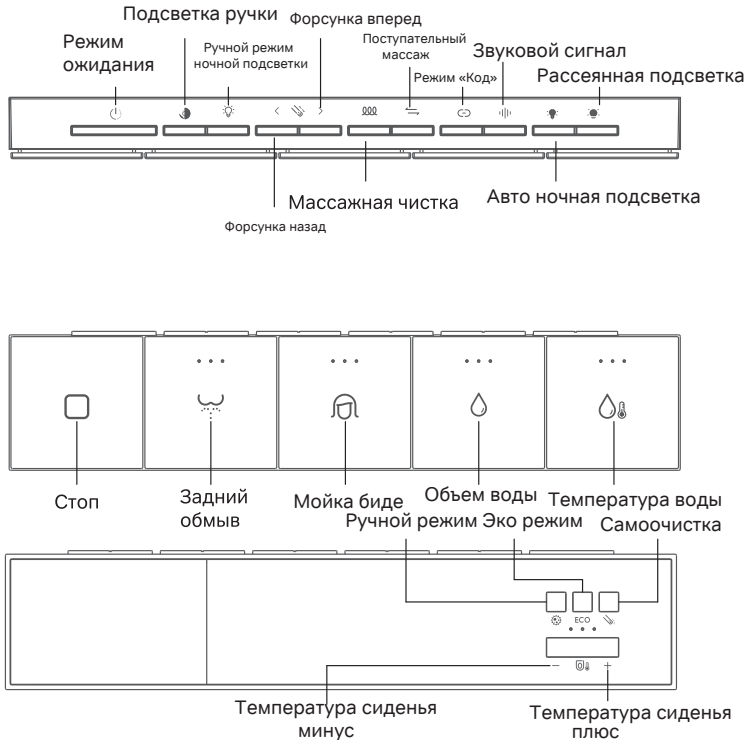 Подсветка ручки
Форсунка вперед
Режим
ожидания
Ручной режим
ночной подсветки
Поступательный
массаж
Звуковой сигнал
Режим «Код»
Рассеянная подсветка
Массажная чистка
Авто ночная подсветка
Форсунка назад
Стоп
Задний
обмыв
Мойка биде
Объем воды
Температура воды
Ручной режим
Эко режим
Самоочистка
ECO
Температура сиденья
минус
Температура сиденья
плюс